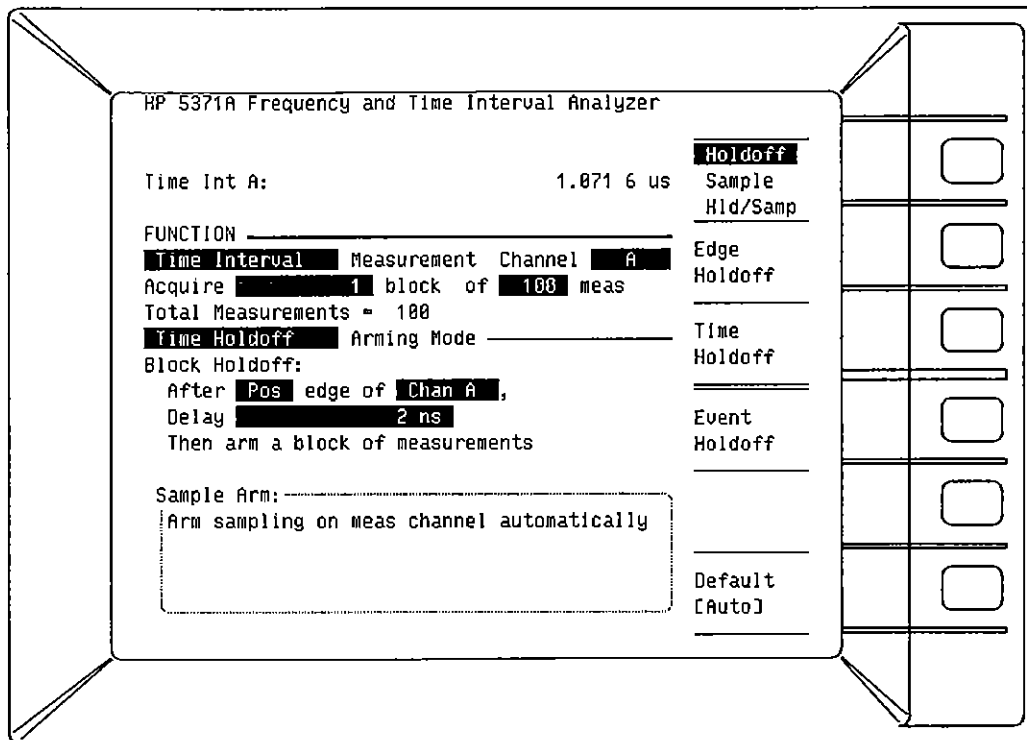 HP 5371A Frequency and Time Interval Analyzer
Time Int A: 1.071 6 us
FUNCTION
Time Interval Measurement Channel A
Acquire 1 block of 100 meas
Total Measurements = 100
Time Holdoff Arming Mode
Block Holdoff:
After Pos edge of Chan A ,
Delay 2 ns
Then arm a block of measurements
Sample Arm:
Arm sampling on meas channel automatically
Holdoff
Sample
Hld/Samp
Edge
Holdoff
Time
Holdoff
Event
Holdoff
Default
[Auto]